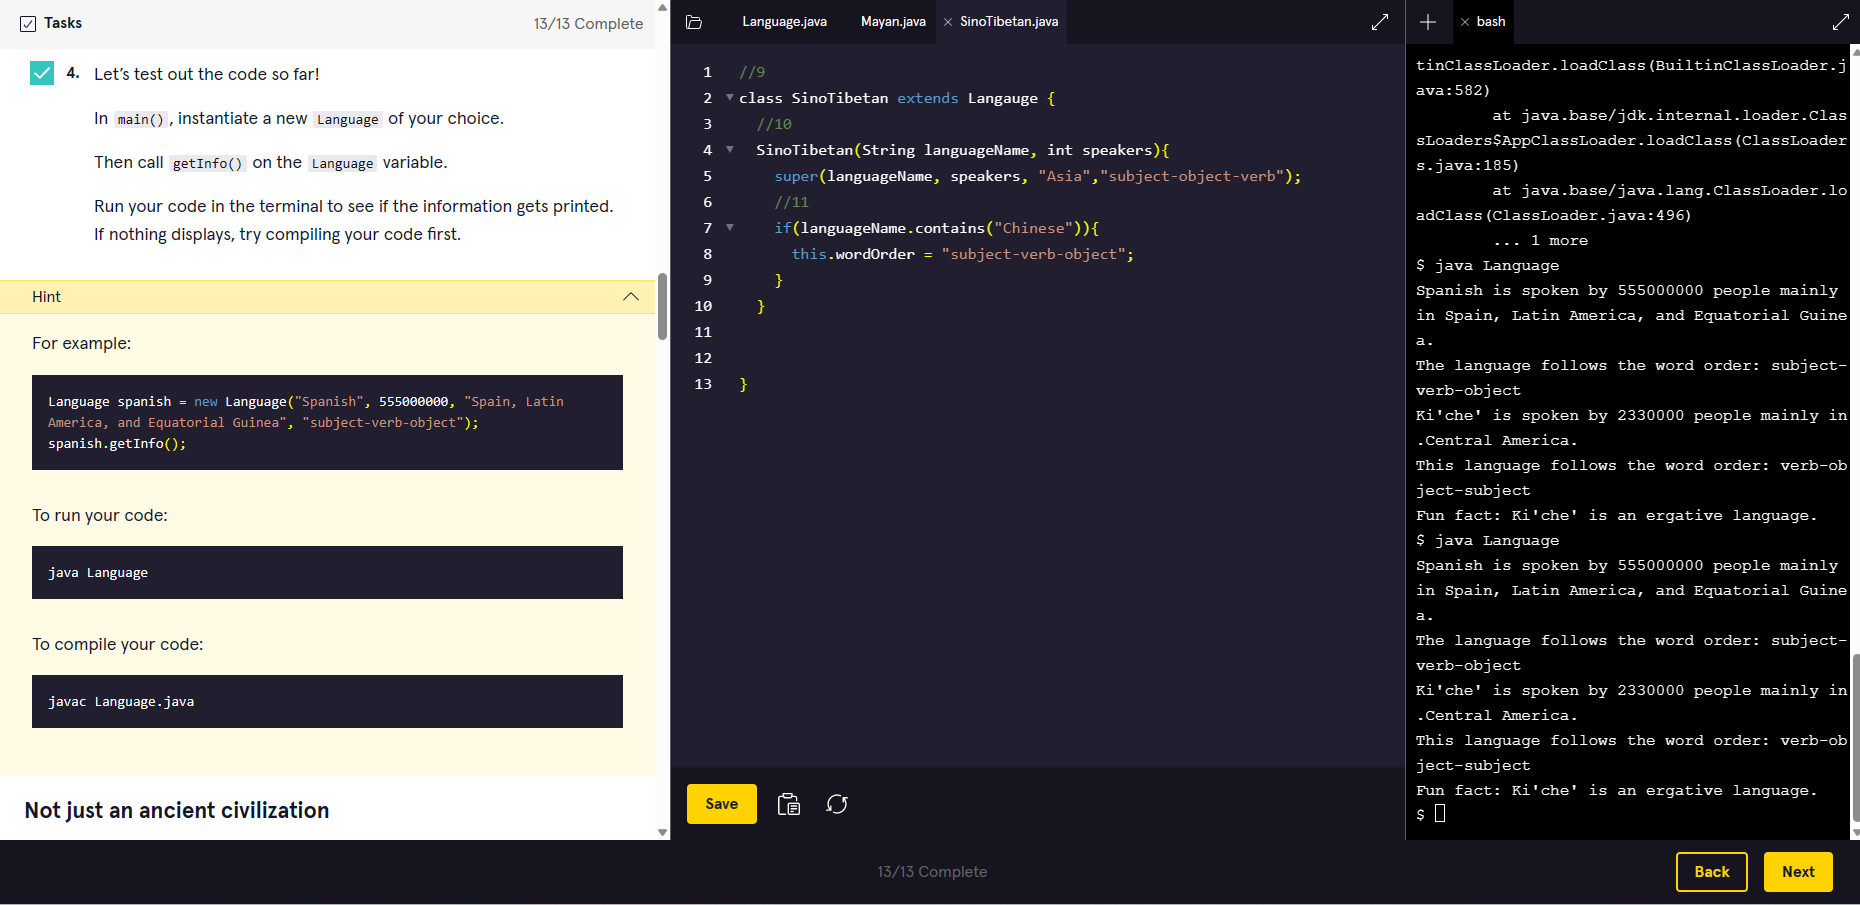 Tasks
13/13 Complete
4. Let's test out the code so far!
In main(), instantiate a new Language of your choice.
Then call getInfo() on the Language variable.
Run your code in the terminal to see if the information gets printed.
If nothing displays, try compiling your code first.
Hint
For example:
Language spanish = new Language("Spanish", 555000000, "Spain, Latin
America, and Equatorial Guinea", "subject-verb-object");
spanish.getInfo();
To run your code:
java Language
To compile your code:
javac Language.java
Not just an ancient civilization
Language.java
Mayan.java
SinoTibetan.java
1 //9
2 class SinoTibetan extends Langauge {
3 //10
4 SinoTibetan(String languageName, int speakers){
5 super(languageName, speakers, "Asia","subject-object-verb");
6 //11
7 if(languageName.contains("Chinese")){
8 this.wordOrder = "subject-verb-object";
9 }
10 }
11
12
13 }
Save
bash
tinClassLoader.loadClass(BuiltinClassLoader.j
ava:582)
at java.base/jdk.internal.loader.Clas
sLoaders$AppClassLoader.loadClass(ClassLoader
s.java:185)
at java.base/java.lang.ClassLoader.lo
adClass(ClassLoader.java:496)
... 1 more
$ java Language
Spanish is spoken by 555000000 people mainly
in Spain, Latin America, and Equatorial Guine
a.
The language follows the word order: subject-
verb-object
Ki'che' is spoken by 2330000 people mainly in
.Central America.
This language follows the word order: verb-ob
ject-subject
Fun fact: Ki'che' is an ergative language.
$ java Language
Spanish is spoken by 555000000 people mainly
in Spain, Latin America, and Equatorial Guine
a.
The language follows the word order: subject-
verb-object
Ki'che' is spoken by 2330000 people mainly in
.Central America.
This language follows the word order: verb-ob
ject-subject
Fun fact: Ki'che' is an ergative language.
$
13/13 Complete
Back
Next